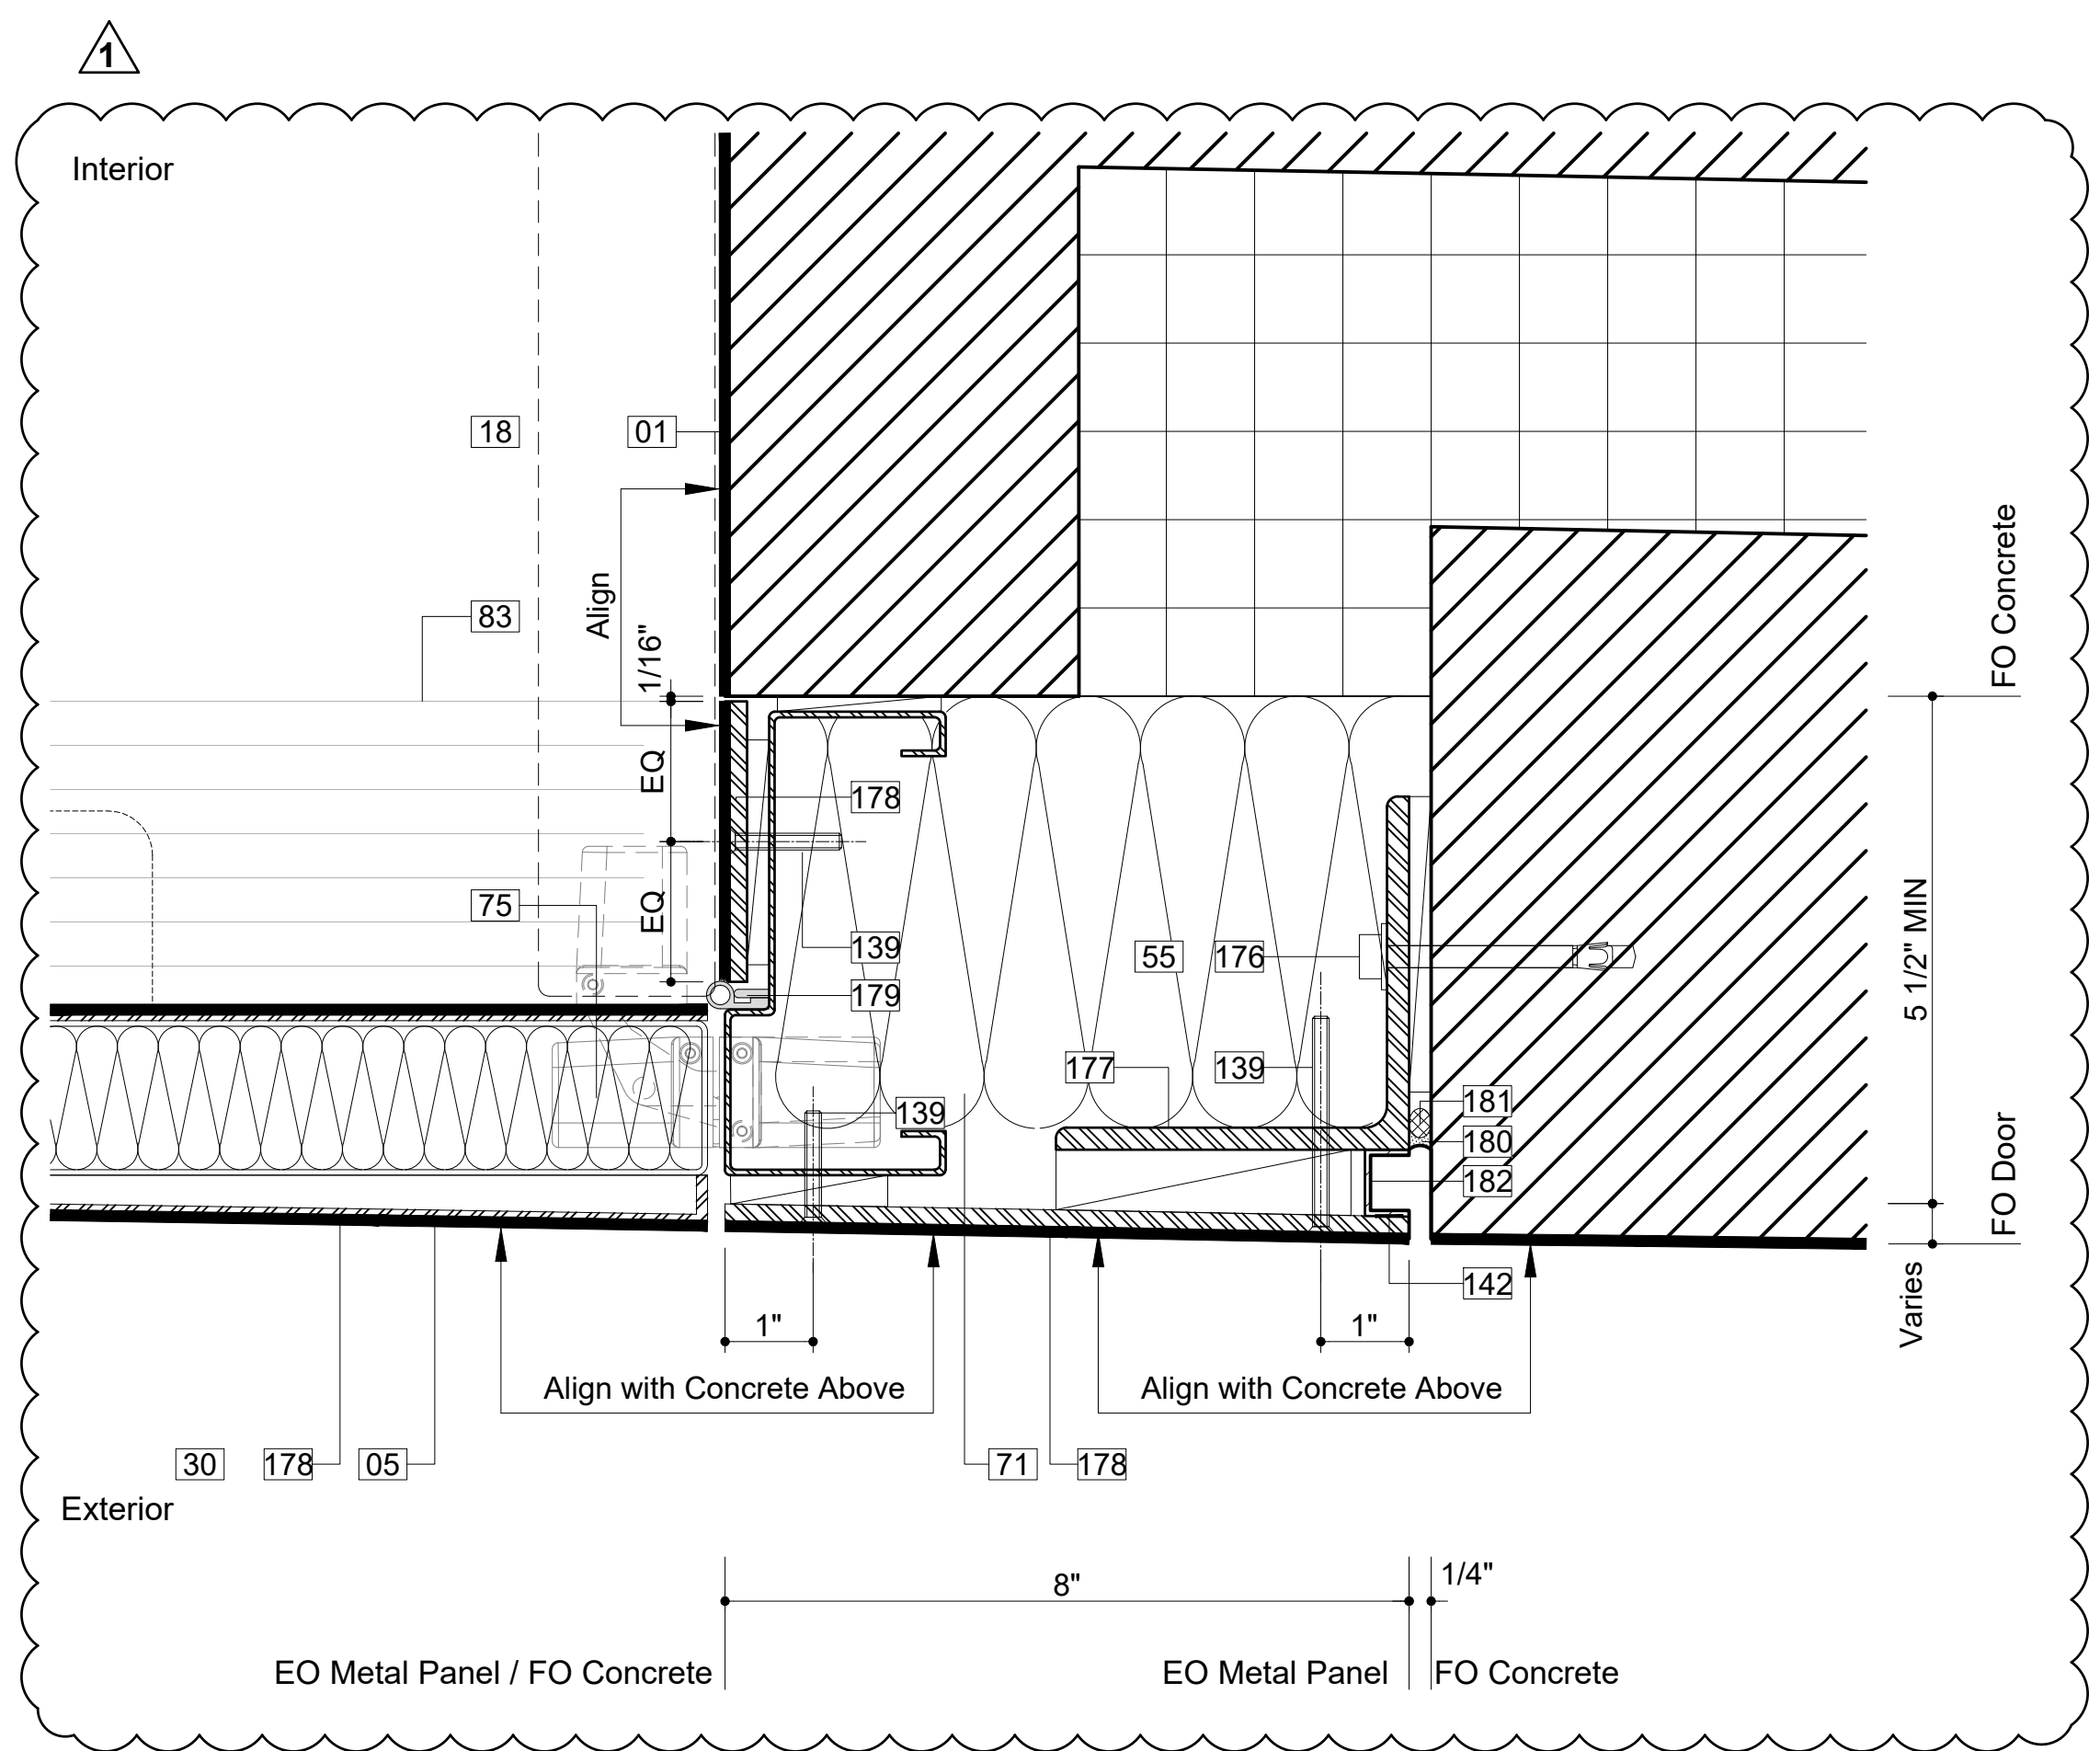 1
Interior
18
01
FO Concrete
Align
83
1/16"
EQ
178
75
EQ
139
55
176
5 1/2" MIN
179
177
139
139
181
180
182
FO Door
142
Varies
1"
1"
Align with Concrete Above
Align with Concrete Above
30
178
05
71
178
Exterior
8"
1/4"
EO Metal Panel / FO Concrete
EO Metal Panel
FO Concrete